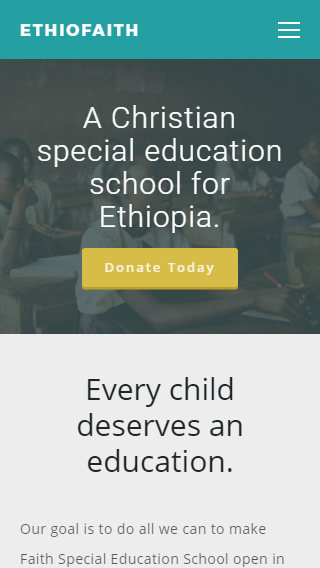 ETHIOFAITH
A Christian
special education
school for
Ethiopia.
Donate Today
Every child
deserves an
education.
Our goal is to do all we can to make
Faith Special Education School open in